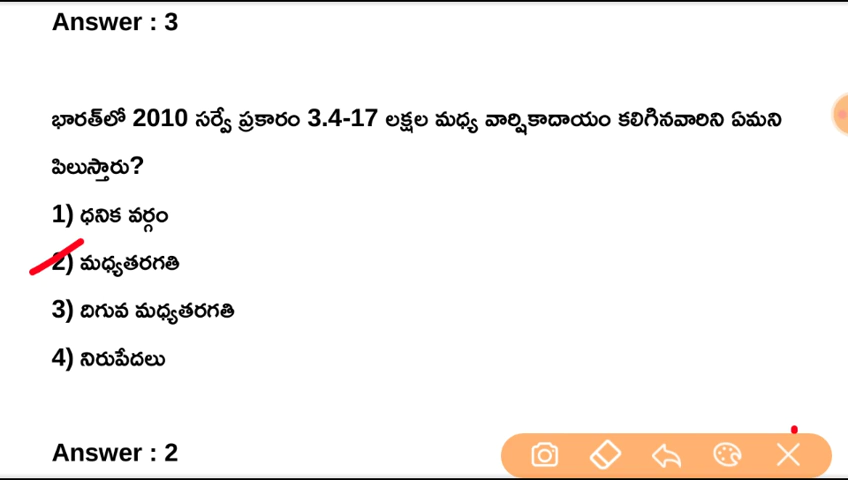 Answer : 3
భారత్‌లో 2010 సర్వే ప్రకారం 3.4-17 లక్షల మధ్య వార్షికాదాయం కలిగినవారిని ఏమని
పిలుస్తారు?
1) ధనిక వర్గం
2) మధ్యతరగతి
3) దిగువ మధ్యతరగతి
4) నిరుపేదలు
Answer : 2